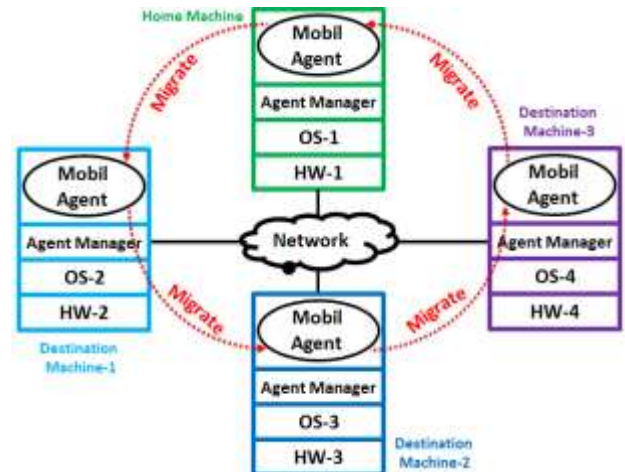 Home Machine
Mobil
Agent
Agent Manager
OS-1
HW-1
Migrate
Migrate
Destination
Machine-3
Mobil
Agent
Agent Manager
OS-2
HW-2
Destination
Machine-1
Network
Mobil
Agent
Agent Manager
OS-4
HW-4
Migrate
Migrate
Mobil
Agent
Agent Manager
OS-3
HW-3
Destination
Machine-2